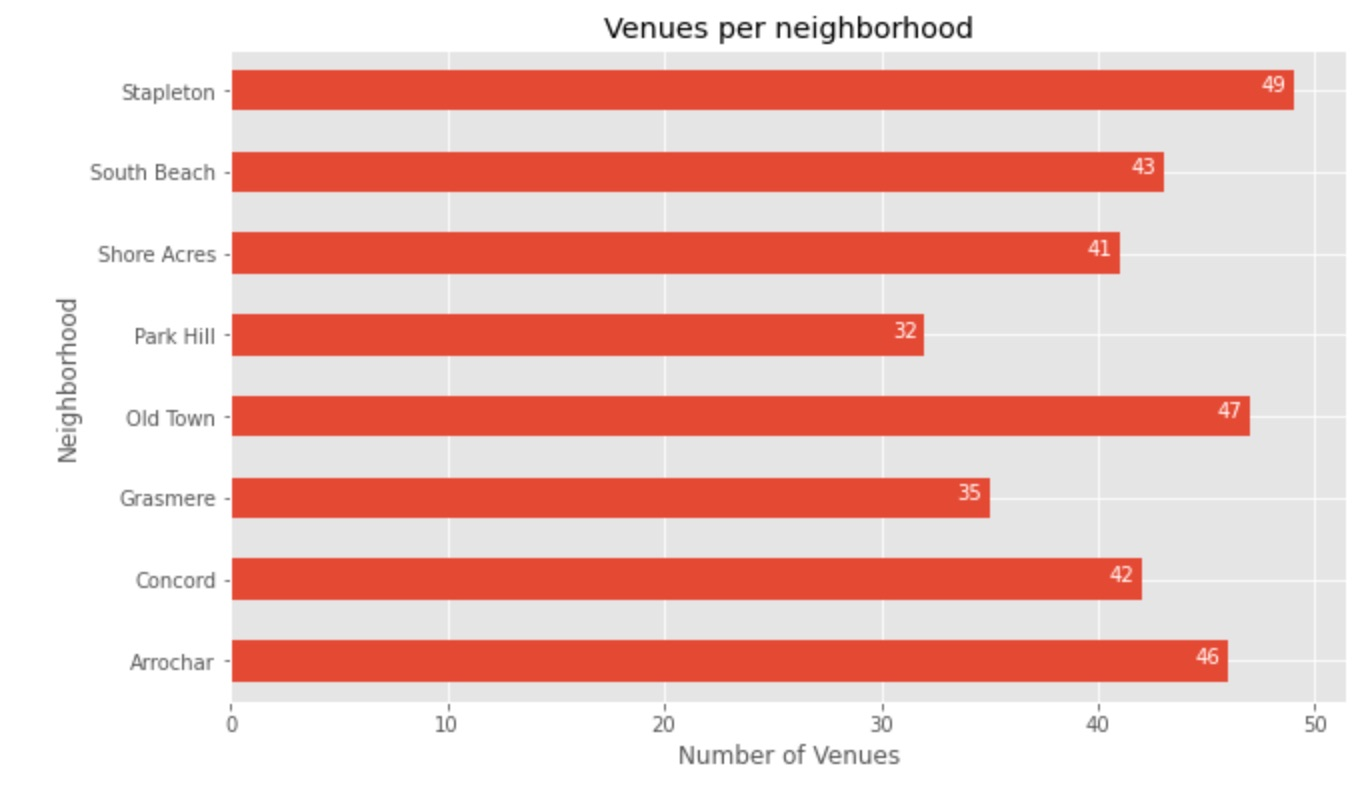 Venues per neighborhood
Stapleton 49
South Beach 43
Shore Acres 41
Park Hill 32
Old Town 47
Grasmere 35
Concord 42
Arrochar 46
Neighborhood
0 10 20 30 40 50
Number of Venues